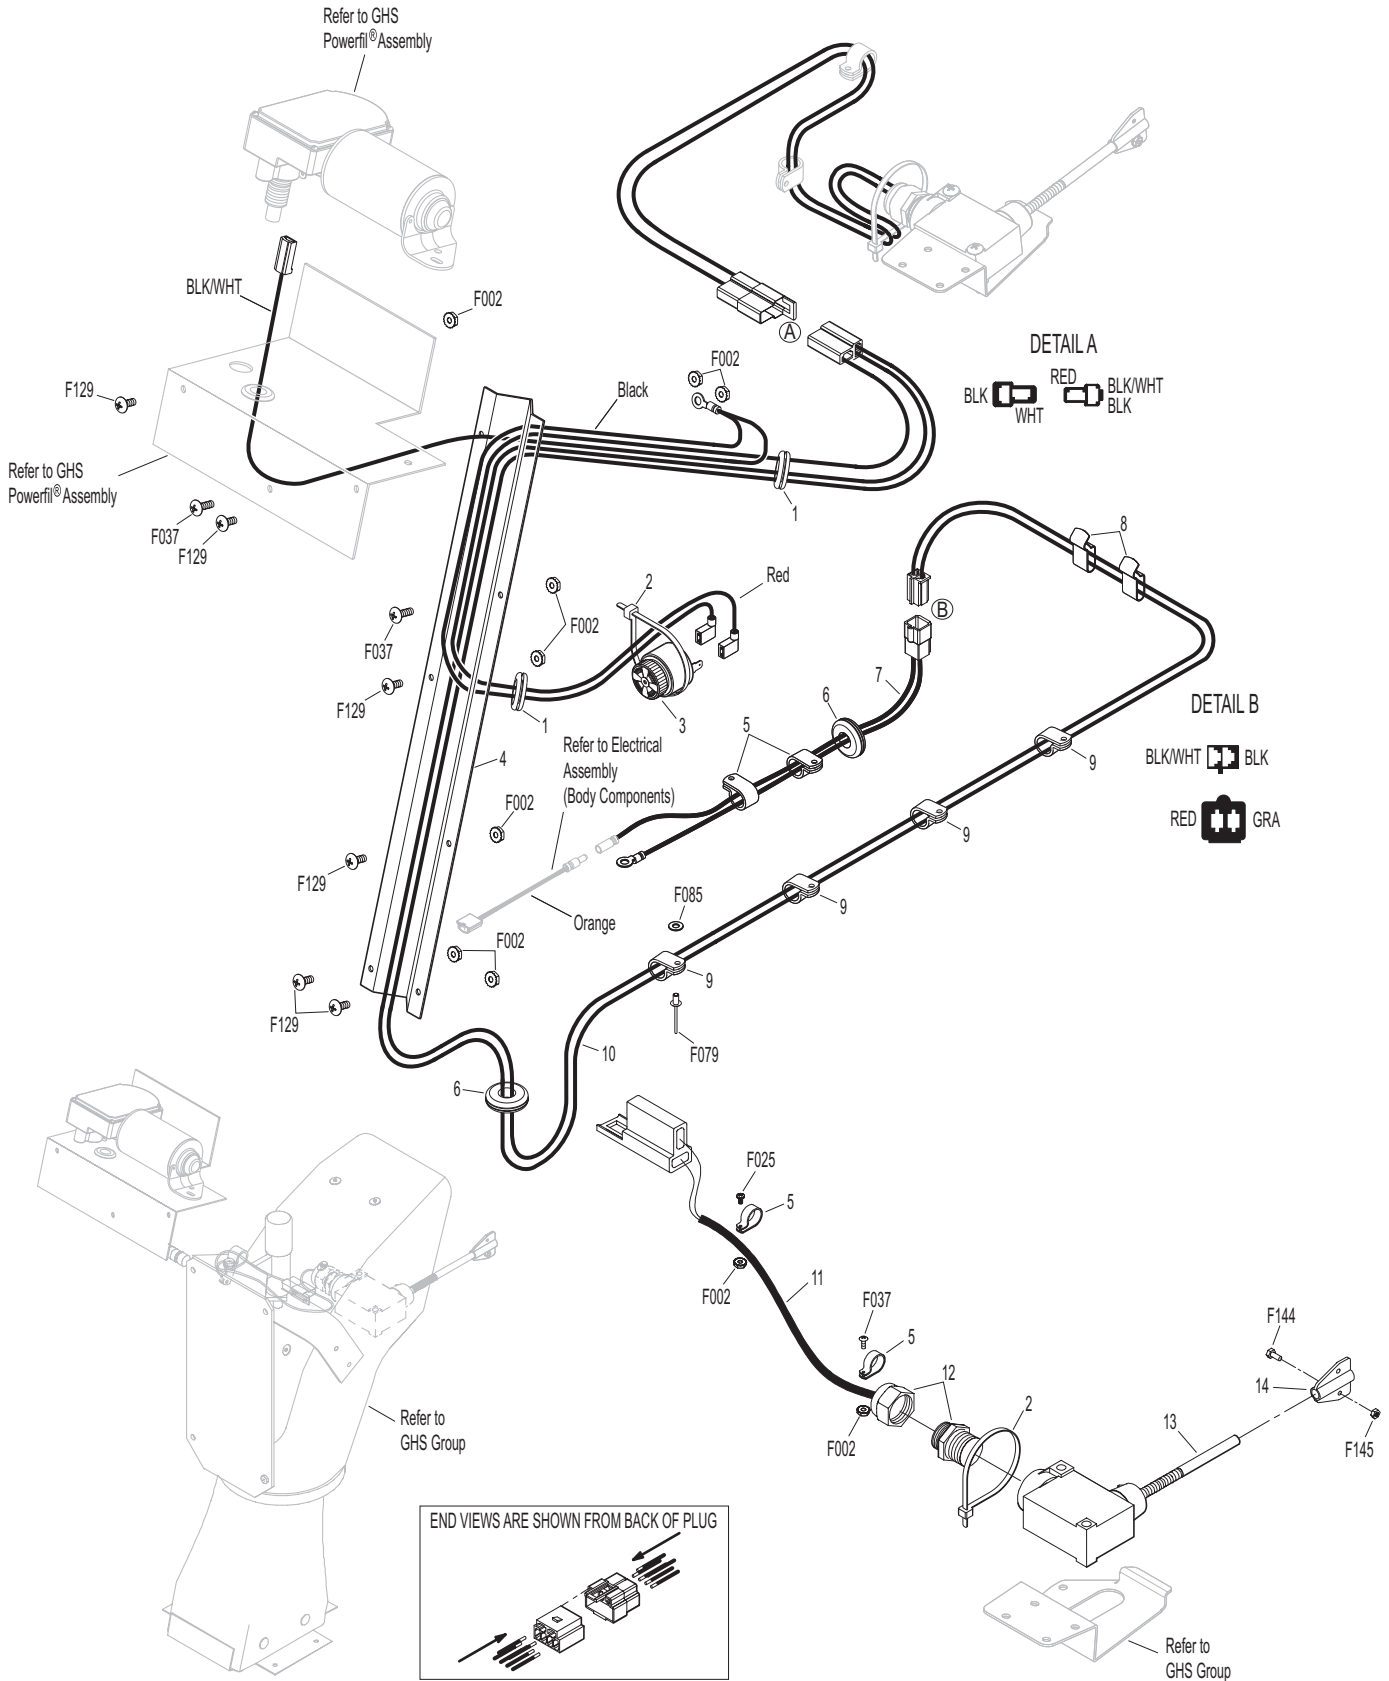 Refer to GHS
Powerfil® Assembly
BLK/WHT
F002
F129
Refer to GHS
Powerfil® Assembly
F037
F129
F002
Black
1
A
DETAIL A
BLK
WHT
RED
BLK/WHT
BLK
8
B
Red
2
F002
F037
F129
1
3
7
6
5
DETAIL B
BLK/WHT
BLK
RED
GRA
4
Refer to Electrical
Assembly
(Body Components)
9
9
9
9
F002
F129
Orange
F085
F002
F129
F079
10
6
F025
5
F002
11
F037
5
12
F002
2
F144
14
13
F145
Refer to
GHS Group
END VIEWS ARE SHOWN FROM BACK OF PLUG
Refer to
GHS Group